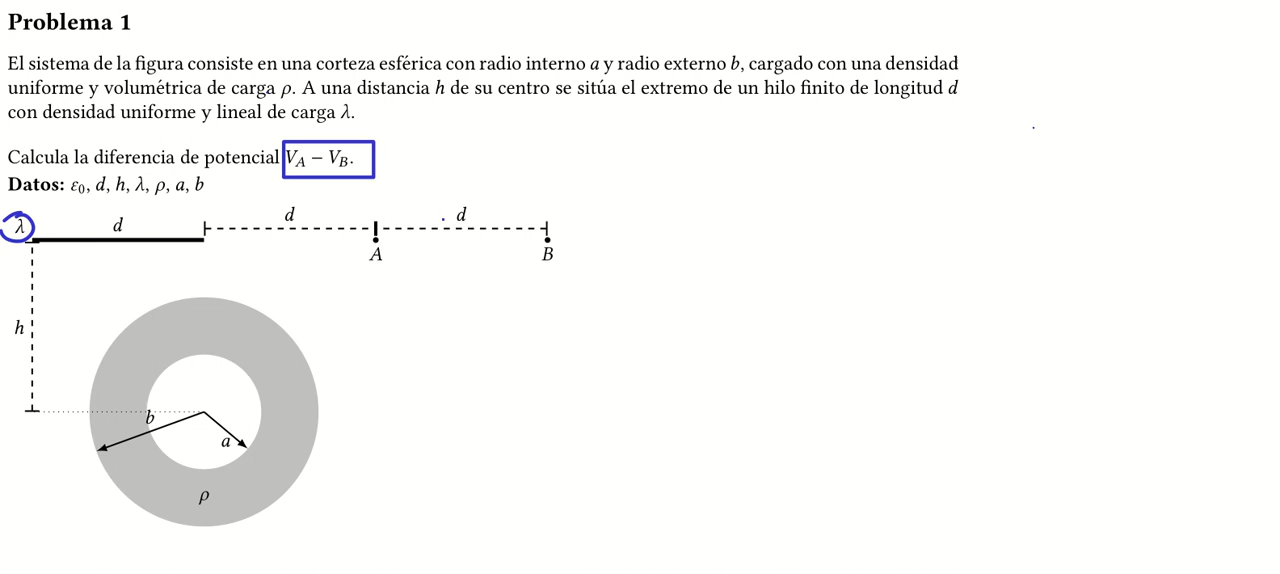 Problema 1
El sistema de la figura consiste en una corteza esférica con radio interno a y radio externo b, cargado con una densidad
uniforme y volumétrica de carga ρ. A una distancia h de su centro se sitúa el extremo de un hilo finito de longitud d
con densidad uniforme y lineal de carga λ.
Calcula la diferencia de potencial V_A − V_B.
Datos: ε₀, d, h, λ, ρ, a, b
λ d d d
A B
h
b
a
ρ